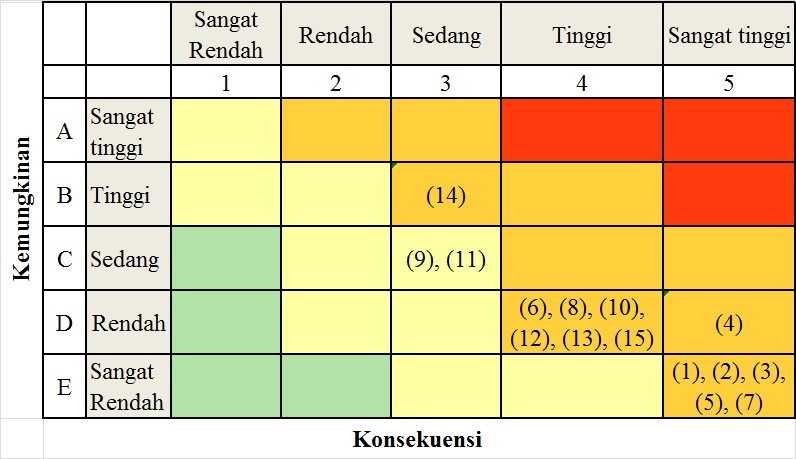 Sangat
Rendah
Rendah
Sedang
Tinggi
Sangat tinggi
1
2
3
4
5
Kemungkinan
A
Sangat
tinggi
B
Tinggi
(14)
C
Sedang
(9), (11)
D
Rendah
(6), (8), (10),
(12), (13), (15)
(4)
E
Sangat
Rendah
(1), (2), (3),
(5), (7)
Konsekuensi